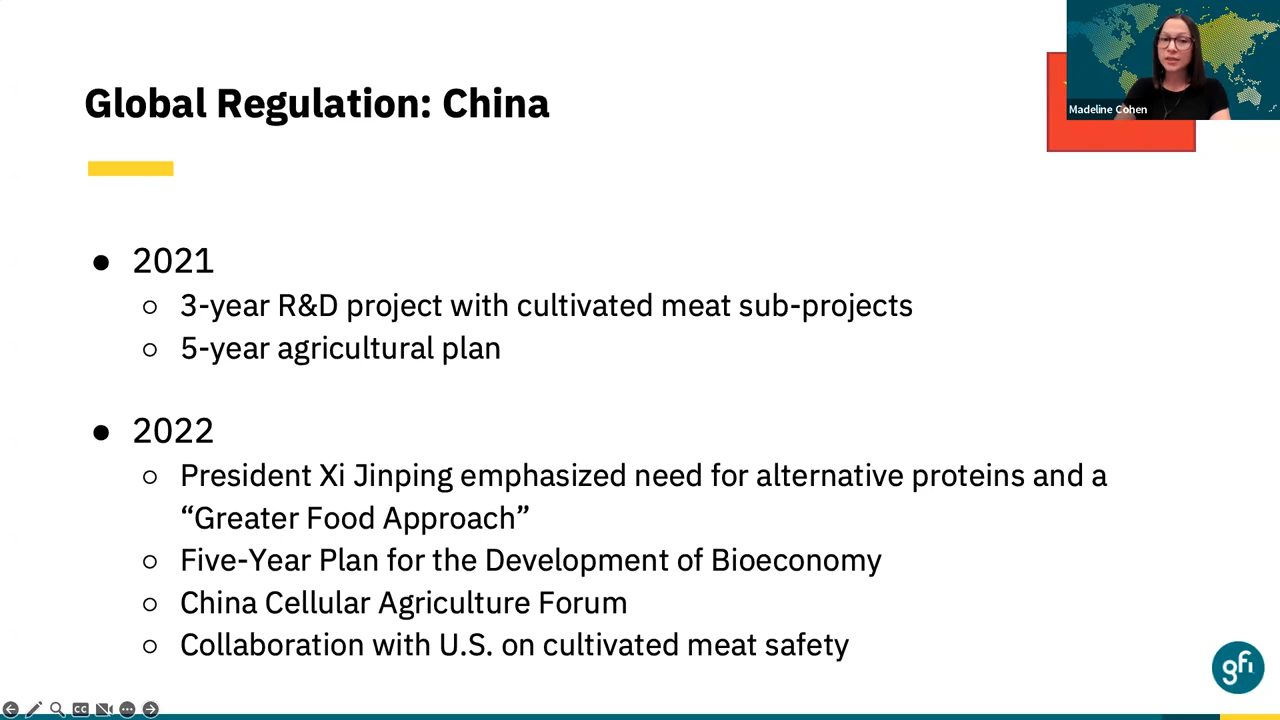 Madeline Cohen
Global Regulation: China
● 2021
○ 3-year R&D project with cultivated meat sub-projects
○ 5-year agricultural plan
● 2022
○ President Xi Jinping emphasized need for alternative proteins and a
“Greater Food Approach”
○ Five-Year Plan for the Development of Bioeconomy
○ China Cellular Agriculture Forum
○ Collaboration with U.S. on cultivated meat safety
gfi
CC